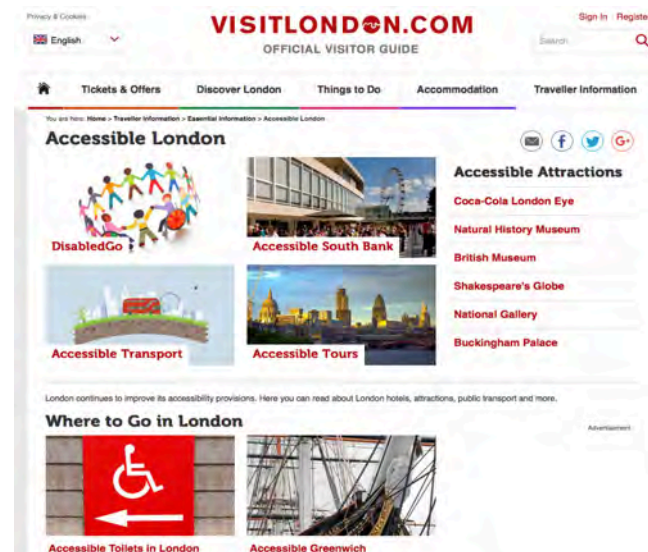 Privacy & Cookies
English
VISITLONDON.COM
OFFICIAL VISITOR GUIDE
Sign In Registe
Search
Tickets & Offers
Discover London
Things to Do
Accommodation
Traveller Information
You are here: Home > Traveller Information > Essential Information > Accessible London
Accessible London
DisabledGo
Accessible South Bank
Accessible Transport
Accessible Tours
Accessible Attractions
Coca-Cola London Eye
Natural History Museum
British Museum
Shakespeare's Globe
National Gallery
Buckingham Palace
London continues to improve its accessibility provisions. Here you can read about London hotels, attractions, public transport and more.
Where to Go in London
Advertisement
Accessible Toilets in London
Accessible Greenwich